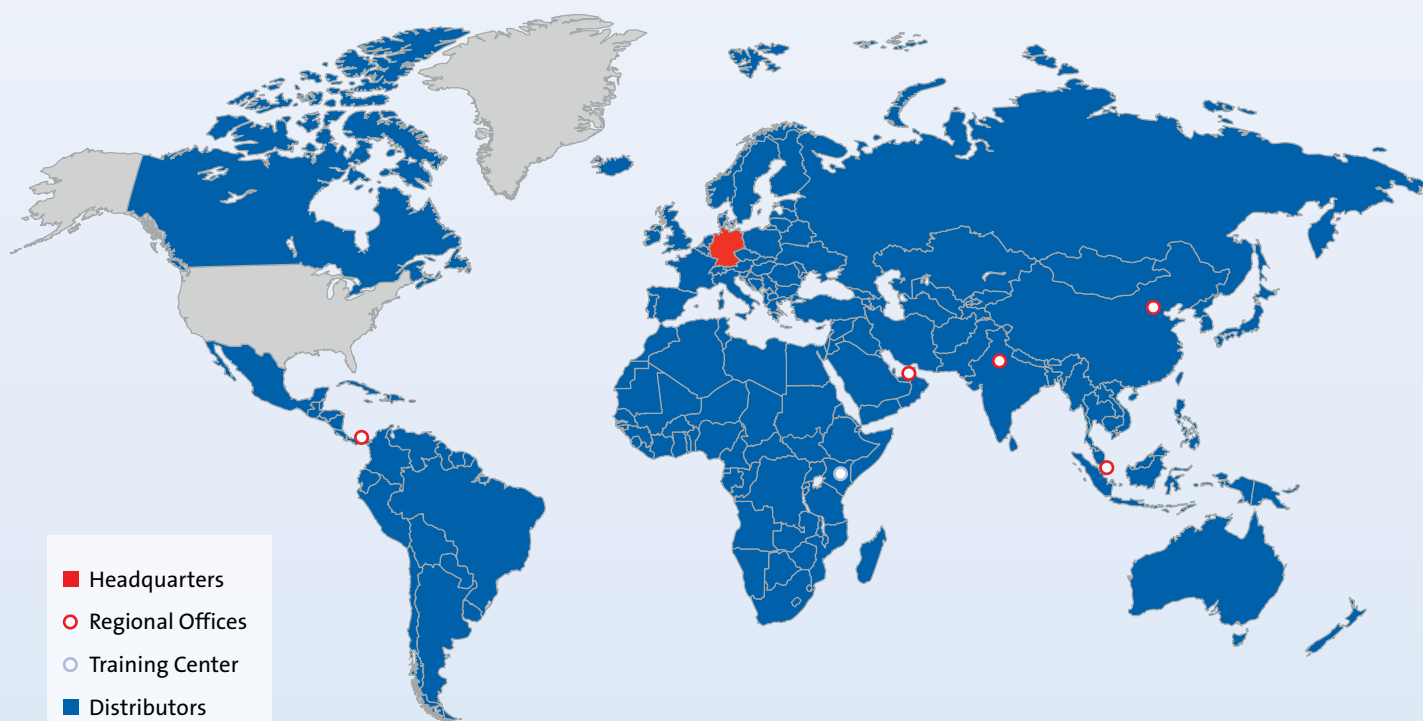 Headquarters
Regional Offices
Training Center
Distributors